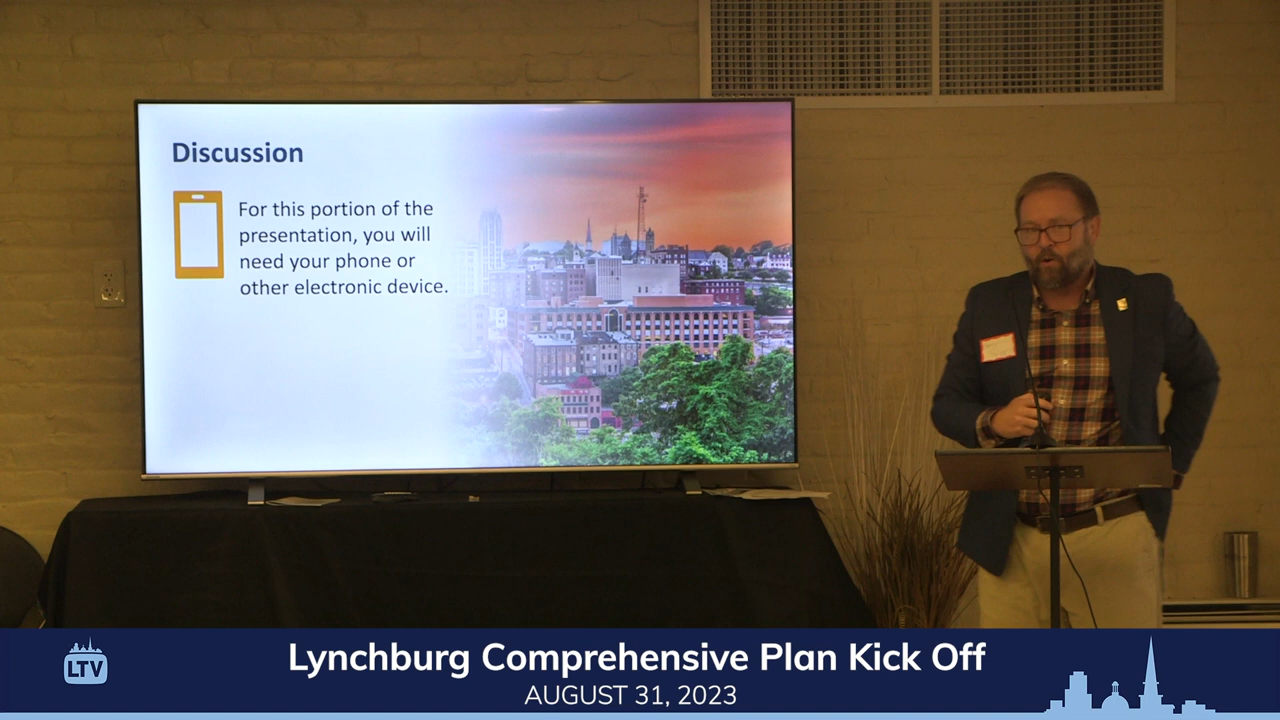 Discussion
For this portion of the
presentation, you will
need your phone or
other electronic device.
LTV
Lynchburg Comprehensive Plan Kick Off
AUGUST 31, 2023